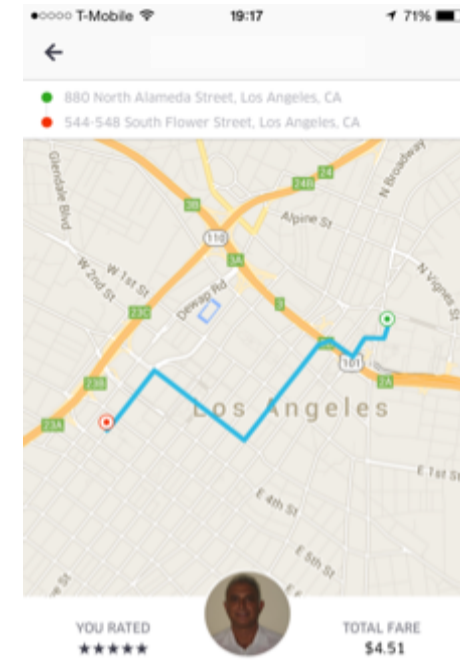 T-Mobile 19:17 71%
880 North Alameda Street, Los Angeles, CA
544-548 South Flower Street, Los Angeles, CA
Glendale Blvd
N Broadway
24
24B
3B
Alpine St
110
W 1st St
W 2nd St
3A
N Vignes St
Dewap Rd
3
23C
101
2A
23B
Los Angeles
23A
E 1st St
E 4th St
E 5th St
YOU RATED
★★★★★
TOTAL FARE
$4.51